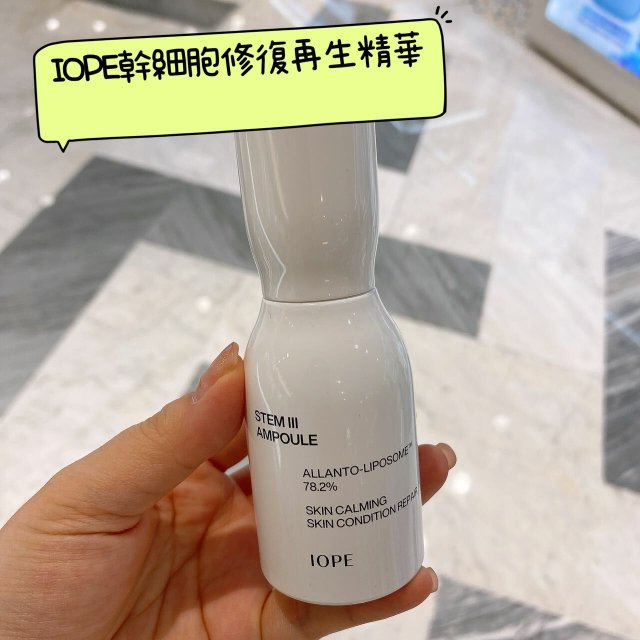 IOPE幹細胞修復再生精華
STEM III
AMPOULE
ALLANTO-LIPOSOME™
78.2%
SKIN CALMING
SKIN CONDITION REPAIR
IOPE